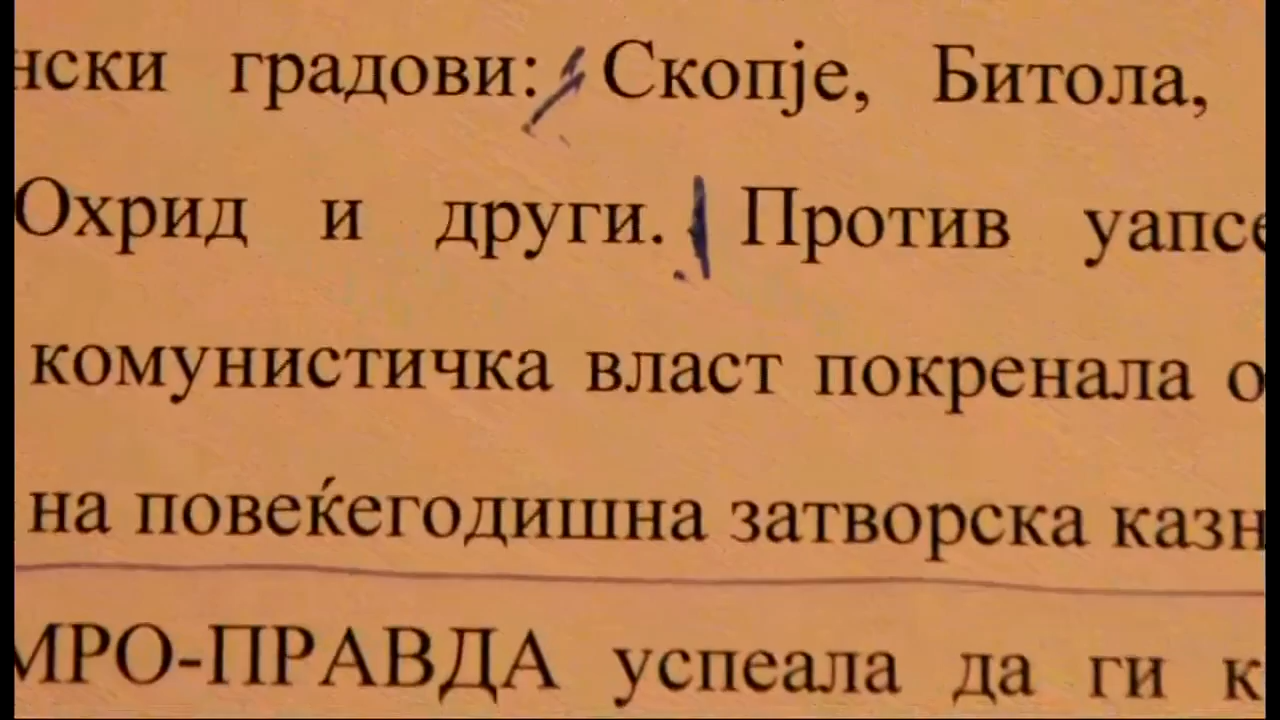 нски градови: Скопје, Битола,
Охрид и други. Против уапсе
комунистичка власт покренала о
на повеќегодишна затворска казн
МРО-ПРАВДА успеала да ги к